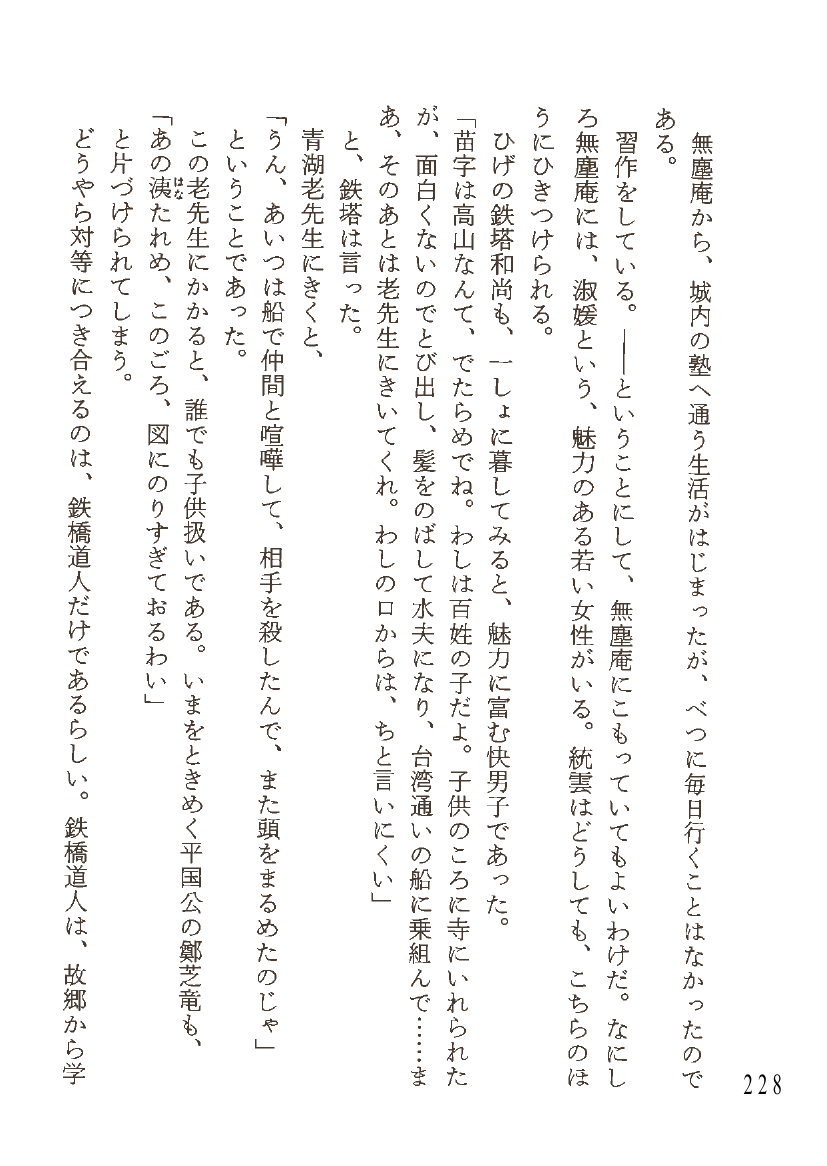 無塵庵から、城内の塾へ通う生活がはじまったが、べつに毎日行くことはなかったので
ある。
習作をしている。――ということにして、無塵庵にこもっていてもよいわけだ。なにし
ろ無塵庵には、淑媛という、魅力のある若い女性がいる。統雲はどうしても、こちらのほ
うにひきつけられる。
ひげの鉄塔和尚も、一しょに暮してみると、魅力に富む快男子であった。
「苗字は高山なんて、でたらめでね。わしは百姓の子だよ。子供のころに寺にいれられた
が、面白くないのでとび出し、髪をのばして水夫になり、台湾通いの船に乗組んで……ま
あ、そのあとは老先生にきいてくれ。わしの口からは、ちと言いにくい」
と、鉄塔は言った。
青湖老先生にきくと、
「うん、あいつは船で仲間と喧嘩して、相手を殺したんで、また頭をまるめたのじゃ」
ということであった。
この老先生にかかると、誰でも子供扱いである。いまをときめく平国公の鄭芝竜も、
「あの洟たれめ、このごろ、図にのりすぎておるわい」
と片づけられてしまう。
どうやら対等につき合えるのは、鉄橋道人だけであるらしい。鉄橋道人は、故郷から学
228